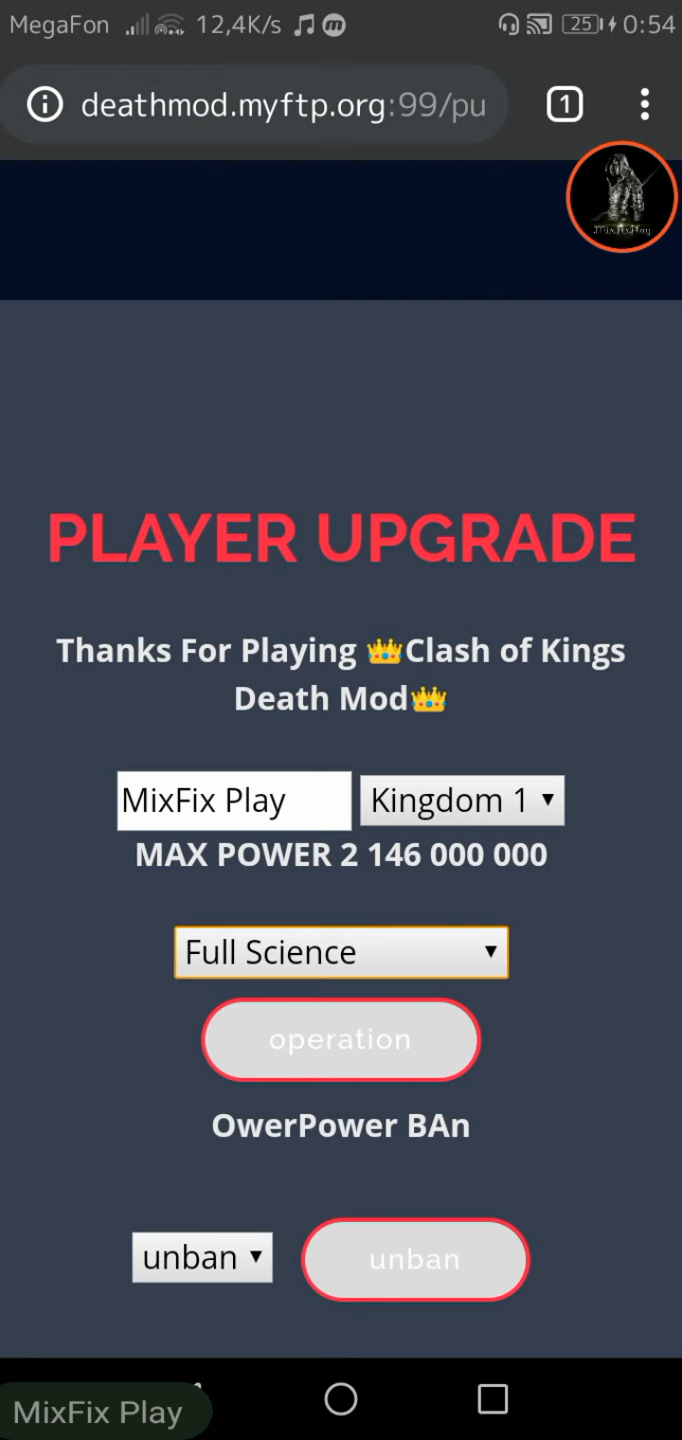 MegaFon 12,4K/s 25 0:54
deathmod.myftp.org:99/pu 1
MixFixPlay
PLAYER UPGRADE
Thanks For Playing 👑Clash of Kings
Death Mod👑
MixFix Play Kingdom 1
MAX POWER 2 146 000 000
Full Science
operation
OwerPower BAn
unban unban
MixFix Play